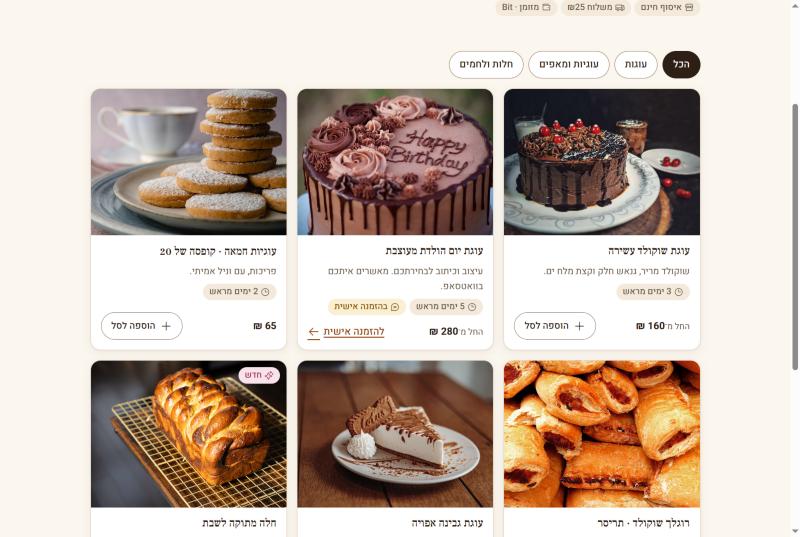 איסוף חינם
משלוח ₪25
מזומן · Bit
הכל
עוגות
עוגיות ומאפים
חלות ולחמים
עוגת שוקולד עשירה
שוקולד מריר, גנאש חלק וקצת מלח ים.
3 ימים מראש
החל מ־160 ₪
הוספה לסל
Happy
Birthday
עוגת יום הולדת מעוצבת
עיצוב וכיתוב לבחירתכם. מאשרים איתכם
בוואטסאפ.
5 ימים מראש
בהזמנה אישית
החל מ־280 ₪
להזמנה אישית
עוגיות חמאה · קופסה של 20
פריכות, עם וניל אמיתי.
2 ימים מראש
65 ₪
הוספה לסל
רוגלך שוקולד · תריסר
עוגת גבינה אפויה
חדש
חלה מתוקה לשבת